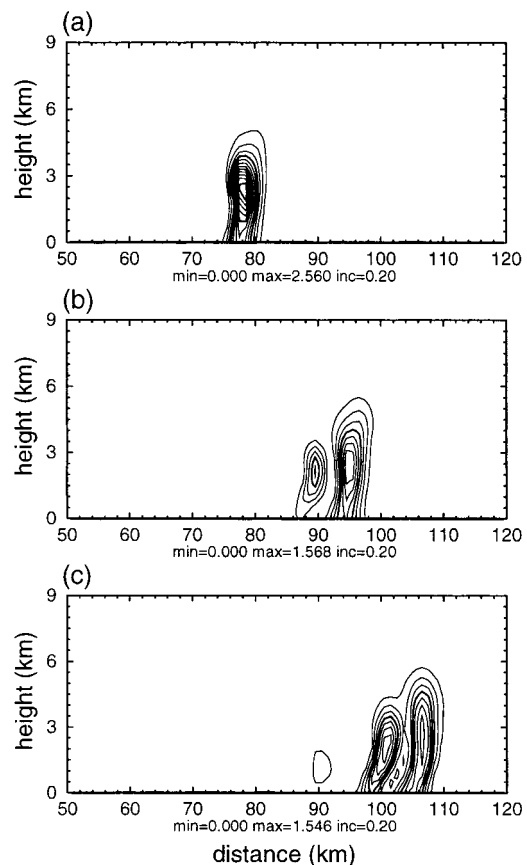 (a)
9
6
3
0
height (km)
50 60 70 80 90 100 110 120
min=0.000 max=2.560 inc=0.20
(b)
9
6
3
0
height (km)
50 60 70 80 90 100 110 120
min=0.000 max=1.568 inc=0.20
(c)
9
6
3
0
height (km)
50 60 70 80 90 100 110 120
min=0.000 max=1.546 inc=0.20
distance (km)